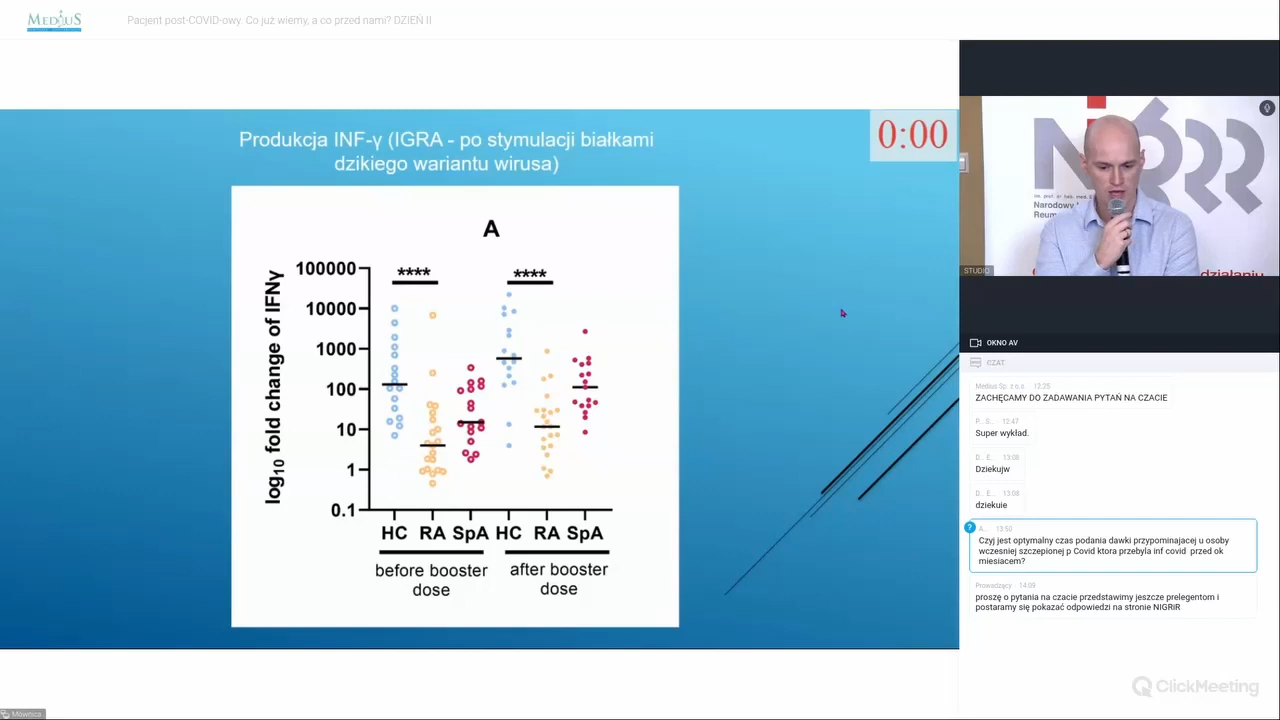 MEDiUS
Pacjent post-COVID-owy. Co już wiemy, a co przed nami? DZIEŃ II
Produkcja INF-γ (IGRA - po stymulacji białkami
dzikiego wariantu wirusa)
0:00
A
log10 fold change of IFNγ
100000
10000
1000
100
10
1
0.1
**** ****
HC RA SpA HC RA SpA
before booster
dose
after booster
dose
Mównica
Narodowy
Reum
STUDIO
działaniu
OKNO AV
CZAT
Medius Sp. z o.o. 12:25
ZACHĘCAMY DO ZADAWANIA PYTAŃ NA CZACIE
P... S... 12:47
Super wykład.
D... E... 13:08
Dziekujw
D... E... 13:08
dziekuie
?
A... 13:50
Czyj jest optymalny czas podania dawki przypominajacej u osoby
wczesnij szczepionej p Covid ktora przebyla inf covid przed ok
miesiacem?
Prowadzący 14:09
proszę o pytania na czacie przedstawimy jeszcze prelegentom i
postaramy się pokazać odpowiedzi na stronie NIGRiR
ClickMeeting